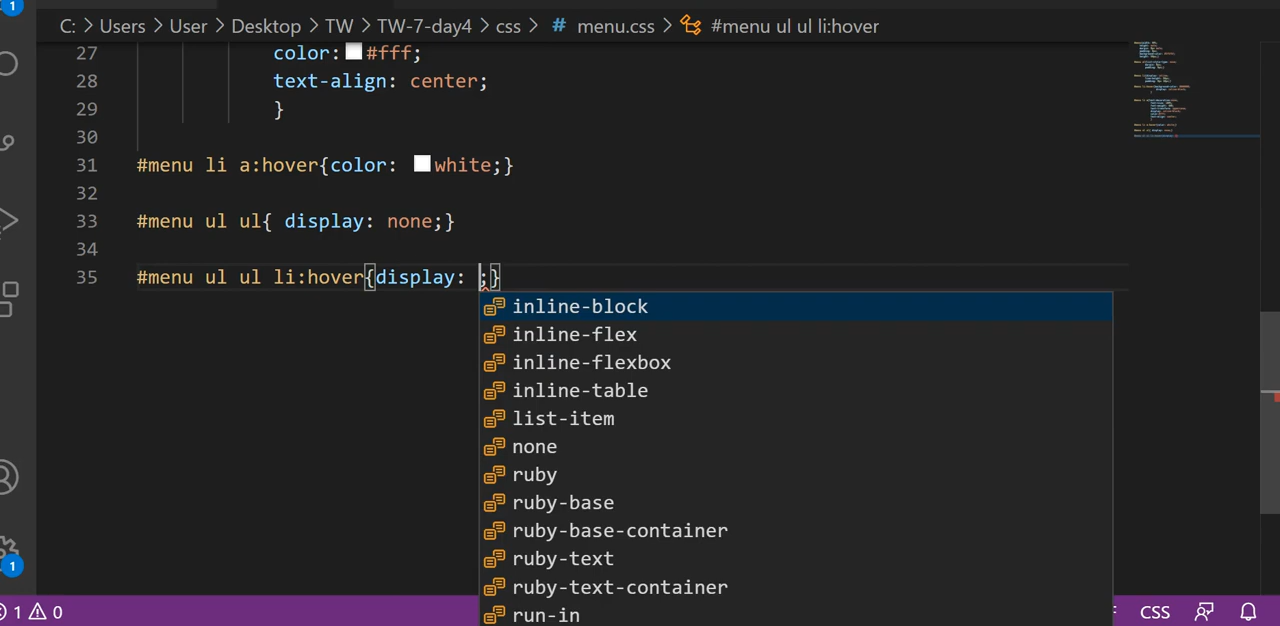 1
C: > Users > User > Desktop > TW > TW-7-day4 > css > # menu.css > #menu ul ul li:hover
27 color: #fff;
28 text-align: center;
29 }
30
31 #menu li a:hover{color: white;}
32
33 #menu ul ul{ display: none;}
34
35 #menu ul ul li:hover{display: ;}
inline-block
inline-flex
inline-flexbox
inline-table
list-item
none
ruby
ruby-base
ruby-base-container
ruby-text
ruby-text-container
run-in
1
1 0 CSS